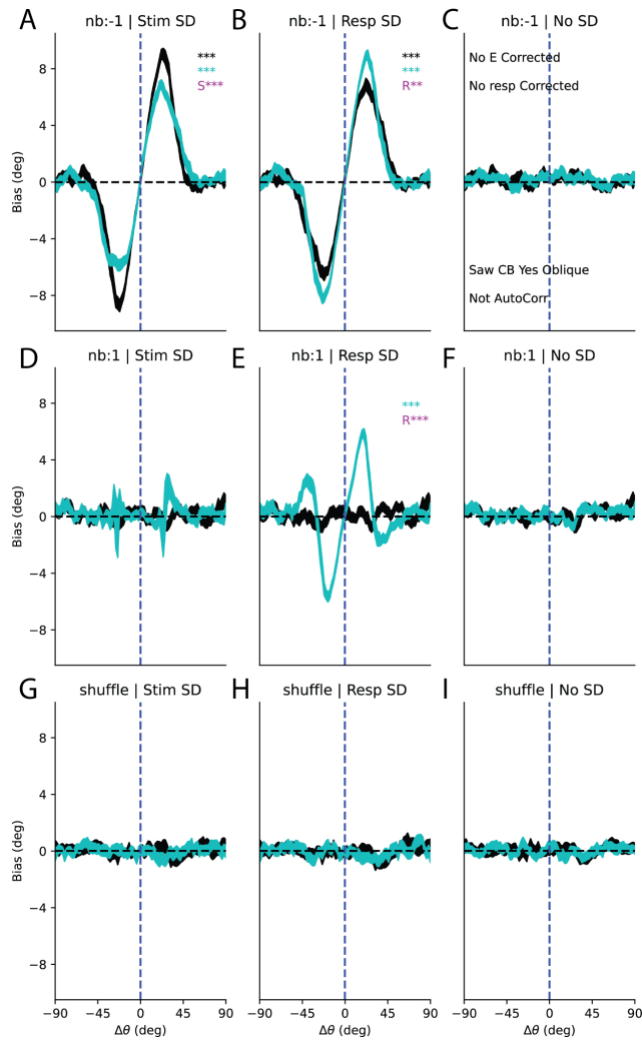 A
nb:-1 | Stim SD
B
nb:-1 | Resp SD
C
nb:-1 | No SD
***
***
S***
***
***
R**
No E Corrected
No resp Corrected
Saw CB Yes Oblique
Not AutoCorr
Bias (deg)
8
4
0
−4
−8
D
nb:1 | Stim SD
E
nb:1 | Resp SD
F
nb:1 | No SD
***
R***
Bias (deg)
8
4
0
−4
−8
G
shuffle | Stim SD
H
shuffle | Resp SD
I
shuffle | No SD
Bias (deg)
8
4
0
−4
−8
−90 −45 0 45 90
−90 −45 0 45 90
−90 −45 0 45 90
Δθ (deg)
Δθ (deg)
Δθ (deg)